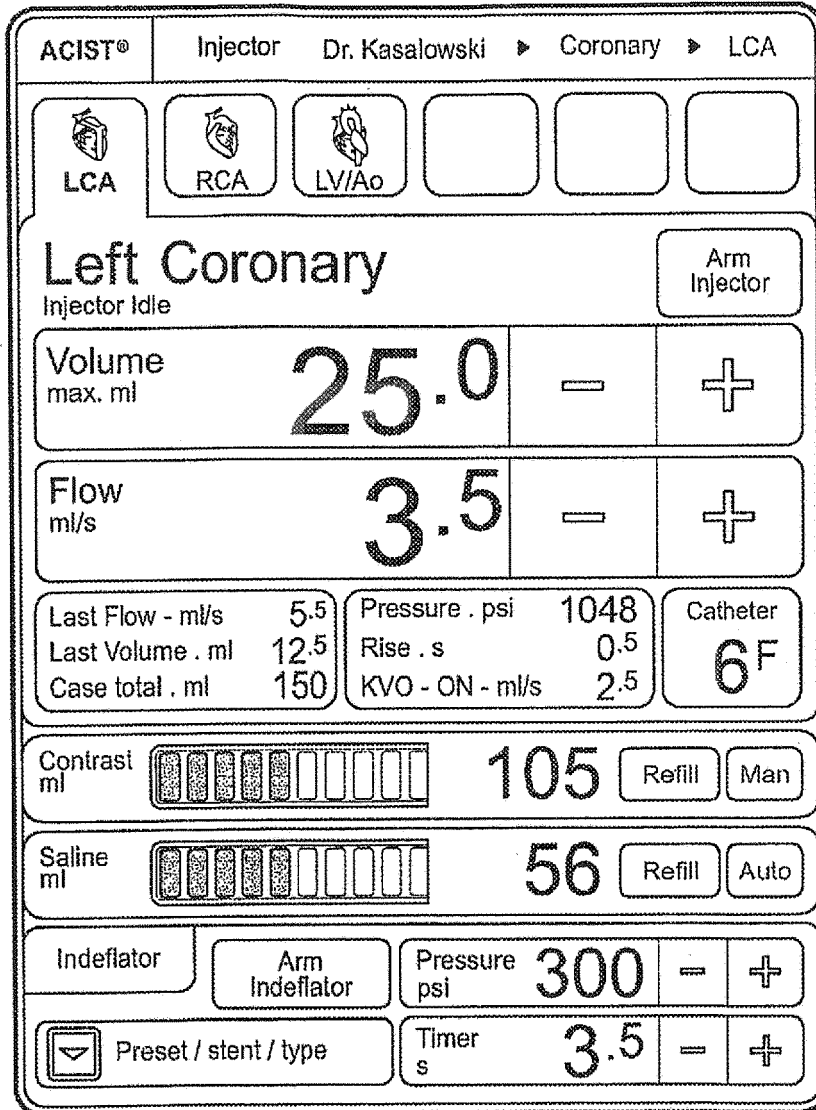 ACIST® Injector Dr. Kasalowski ▶ Coronary ▶ LCA
LCA RCA LV/Ao
Left Coronary
Injector Idle
Arm
Injector
Volume
max. ml
25.0 − +
Flow
ml/s
3.5 − +
Last Flow - ml/s 5.5
Last Volume . ml 12.5
Case total . ml 150
Pressure . psi 1048
Rise . s 0.5
KVO - ON - ml/s 2.5
Catheter
6F
Contrast
ml
105 Refill Man
Saline
ml
56 Refill Auto
Indeflator
Arm
Indeflator
Pressure
psi
300 − +
Preset / stent / type
Timer
s
3.5 − +